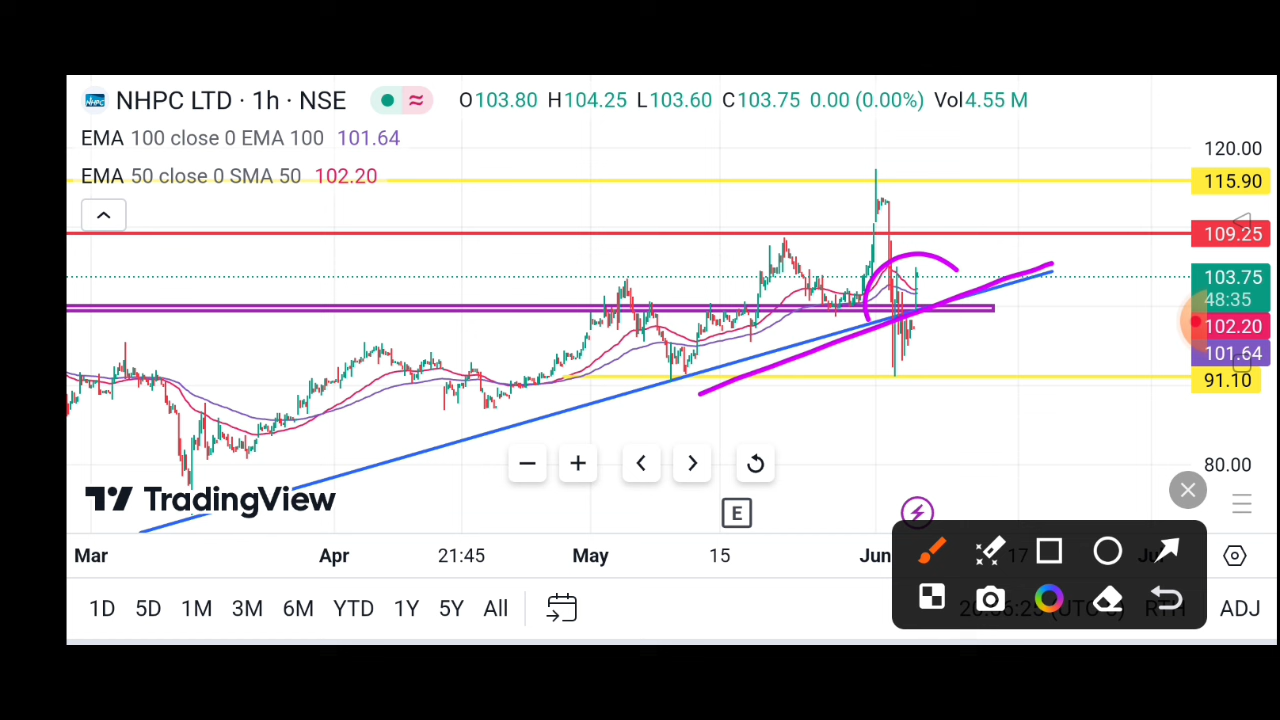 NHPC LTD · 1h · NSE O103.80 H104.25 L103.60 C103.75 0.00 (0.00%) Vol4.55 M
EMA 100 close 0 EMA 100 101.64
EMA 50 close 0 SMA 50 102.20
120.00
115.90
109.25
103.75
48:35
102.20
101.64
91.10
80.00
TradingView
E
Mar Apr 21:45 May 15 Jun 17
1D 5D 1M 3M 6M YTD 1Y 5Y All RTH ADJ